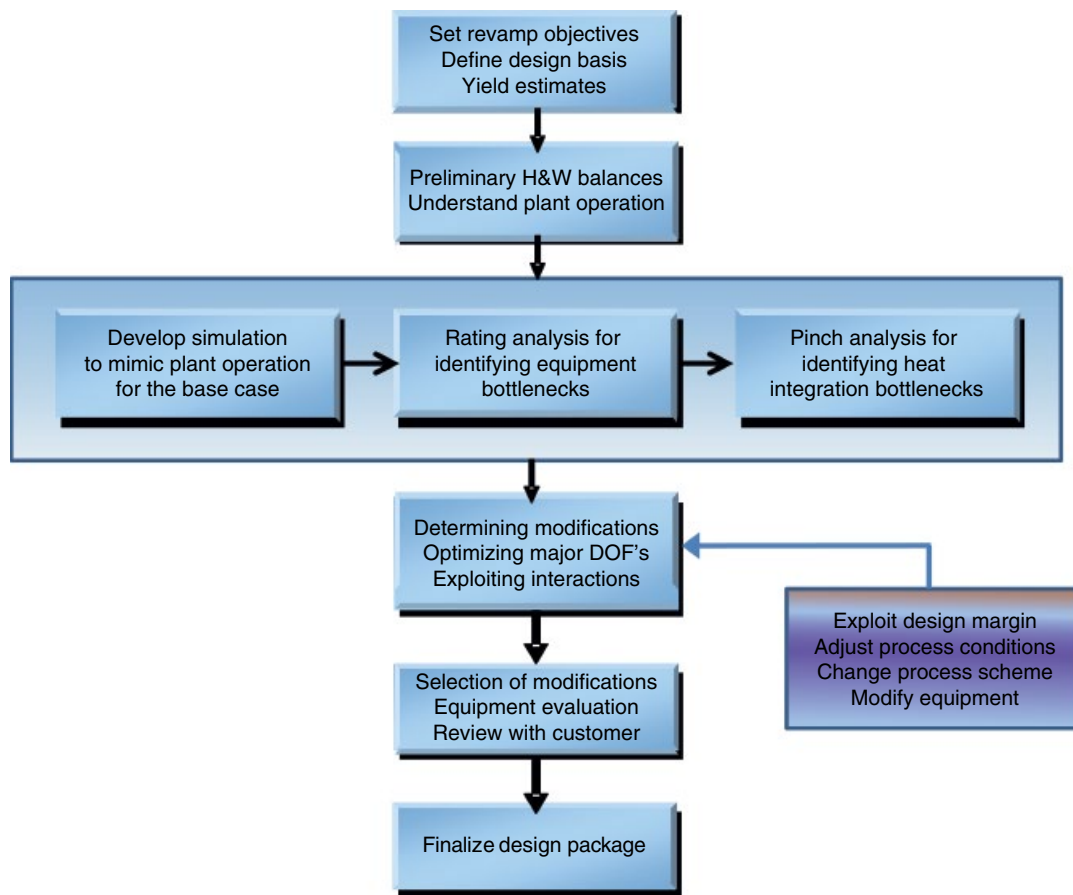 Set revamp objectives
Define design basis
Yield estimates
Preliminary H&W balances
Understand plant operation
Develop simulation
to mimic plant operation
for the base case
Rating analysis for
identifying equipment
bottlenecks
Pinch analysis for
identifying heat
integration bottlenecks
Determining modifications
Optimizing major DOF's
Exploiting interactions
Exploit design margin
Adjust process conditions
Change process scheme
Modify equipment
Selection of modifications
Equipment evaluation
Review with customer
Finalize design package